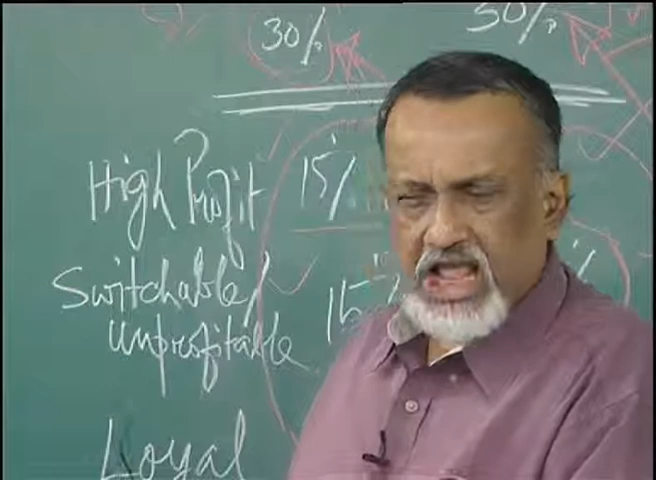 30% 50%
High Profit 15%
Switchable/
unprofitable 15%
Loyal